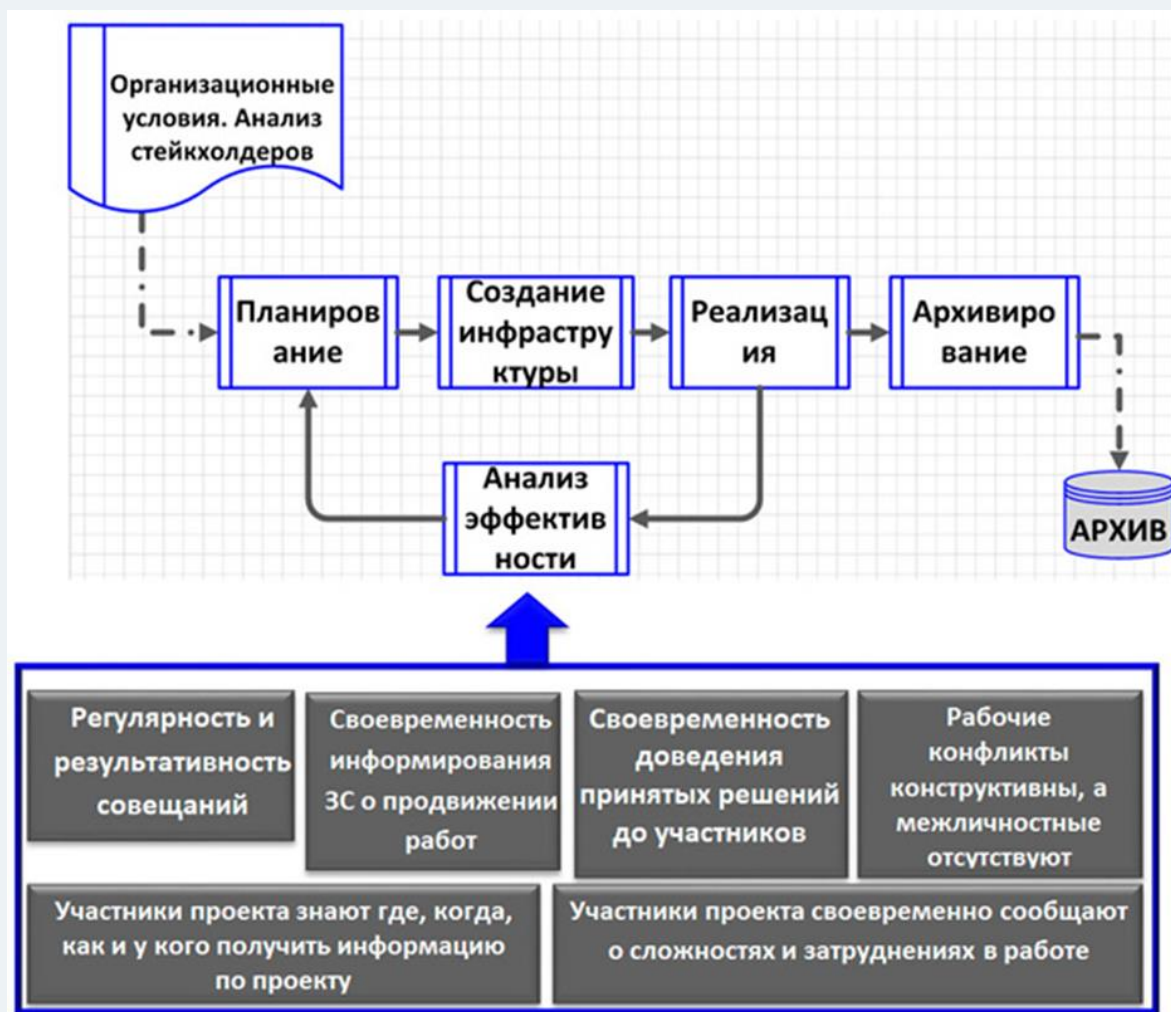 Организационные
условия. Анализ
стейкхолдеров
Планиров
ание
Создание
инфраструктуры
ктуры
Реализац
ия
Архивиро
вание
Анализ
эффектив
ности
АРХИВ
Регулярность и
результативность
совещаний
Своевременность
информирования
ЗС о продвижении
работ
Своевременность
доведения
принятых решений
до участников
Рабочие
конфликты
конструктивны, а
межличностные
отсутствуют
Участники проекта знают где, когда,
как и у кого получить информацию
по проекту
Участники проекта своевременно сообщают
о сложностях и затруднениях в работе